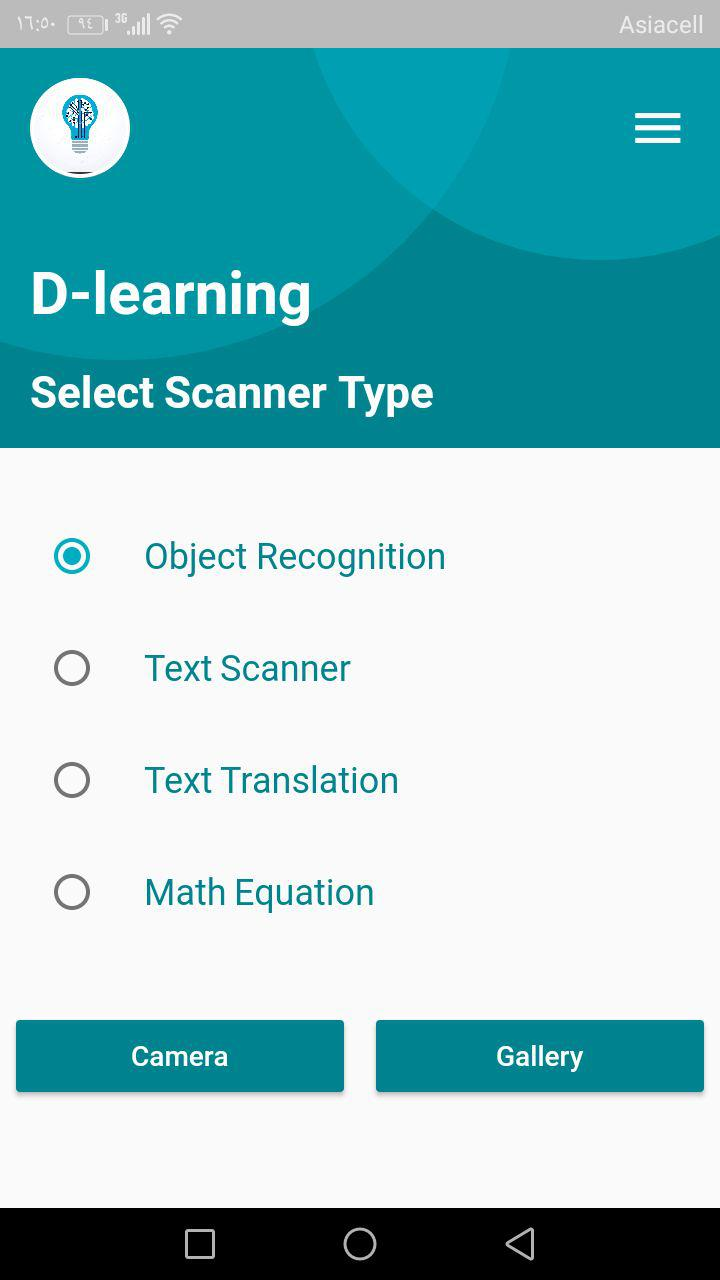 ١٦:٥٠
٩٤
3G
Asiacell
D-learning
Select Scanner Type
Object Recognition
Text Scanner
Text Translation
Math Equation
Camera
Gallery